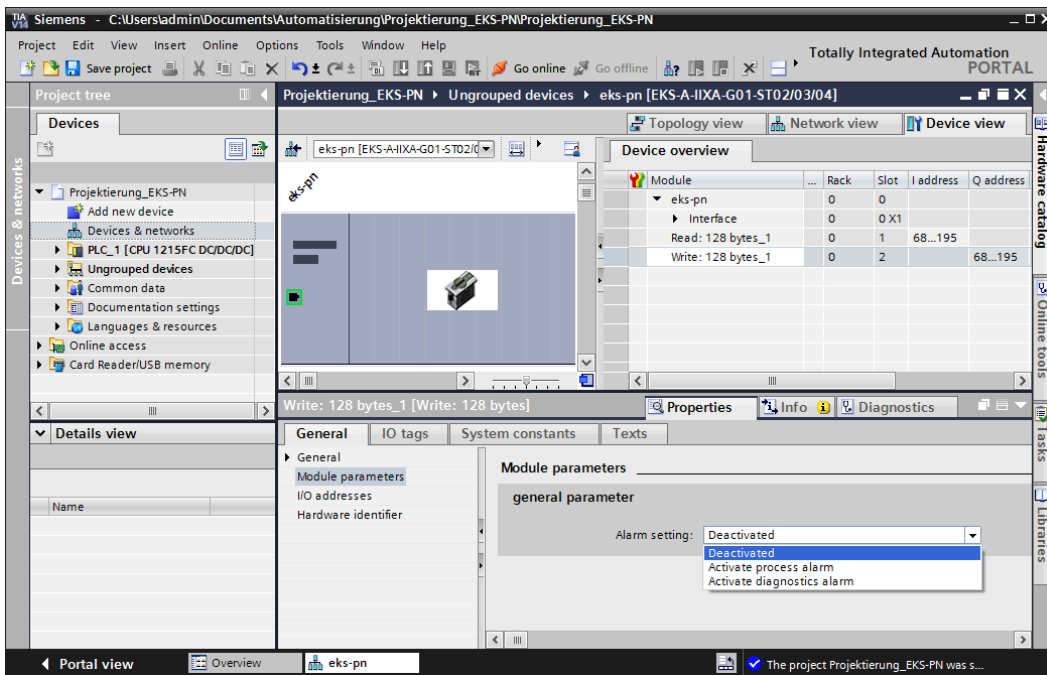 TIA V14 Siemens - C:\Users\admin\Documents\Automatisierung\Projektierung_EKS-PN\Projektierung_EKS-PN
Project Edit View Insert Online Options Tools Window Help
Totally Integrated Automation
PORTAL
Save project Go online Go offline
Project tree
Projektierung_EKS-PN Ungrouped devices eks-pn [EKS-A-IIXA-G01-ST02/03/04]
Devices
Topology view Network view Device view
eks-pn [EKS-A-IIXA-G01-ST02/0
Device overview
Module ... Rack Slot I address Q address
eks-pn 0 0
Interface 0 0 X1
Read: 128 bytes_1 0 1 68...195
Write: 128 bytes_1 0 2 68...195
eks-pn
Projektierung_EKS-PN
Add new device
Devices & networks
PLC_1 [CPU 1215FC DC/DC/DC]
Ungrouped devices
Common data
Documentation settings
Languages & resources
Online access
Card Reader/USB memory
Devices & networks
Details view
Name
Write: 128 bytes_1 [Write: 128 bytes]
Properties Info Diagnostics
General IO tags System constants Texts
General
Module parameters
I/O addresses
Hardware identifier
Module parameters
general parameter
Alarm setting: Deactivated
Deactivated
Activate process alarm
Activate diagnostics alarm
Hardware catalog
Online tools
Tasks
Libraries
Portal view Overview eks-pn The project Projektierung_EKS-PN was s...